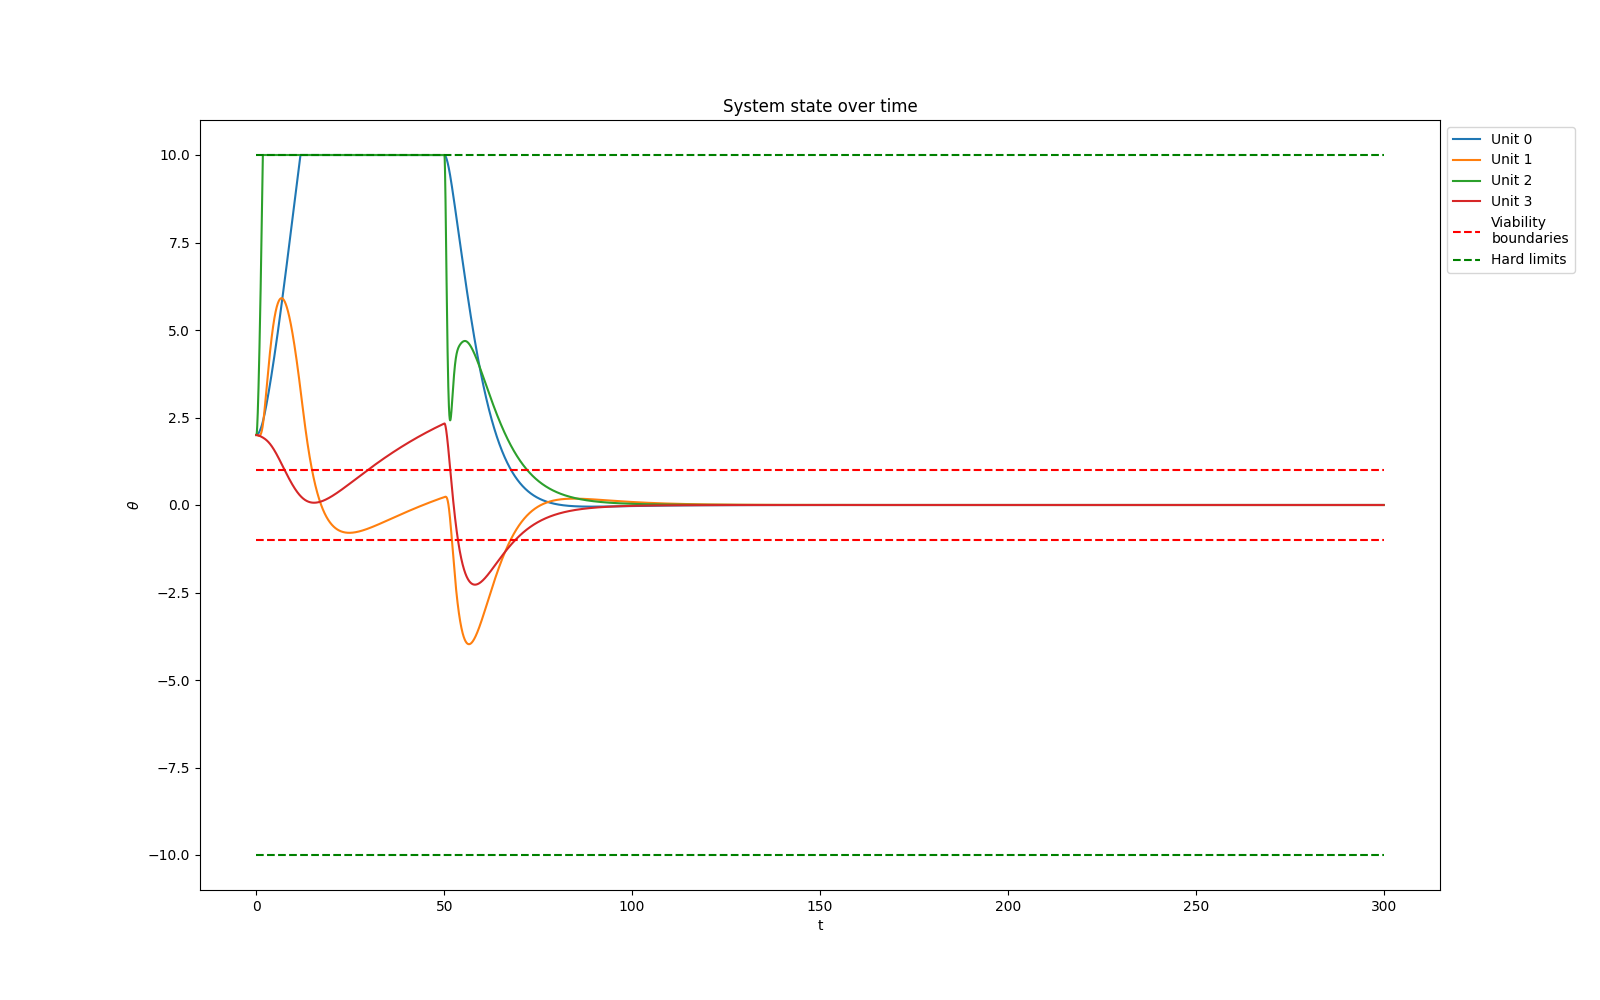 System state over time
10.0
7.5
5.0
2.5
0.0
−2.5
−5.0
−7.5
−10.0
θ
0
50
100
150
200
250
300
t
Unit 0
Unit 1
Unit 2
Unit 3
Viability
boundaries
Hard limits